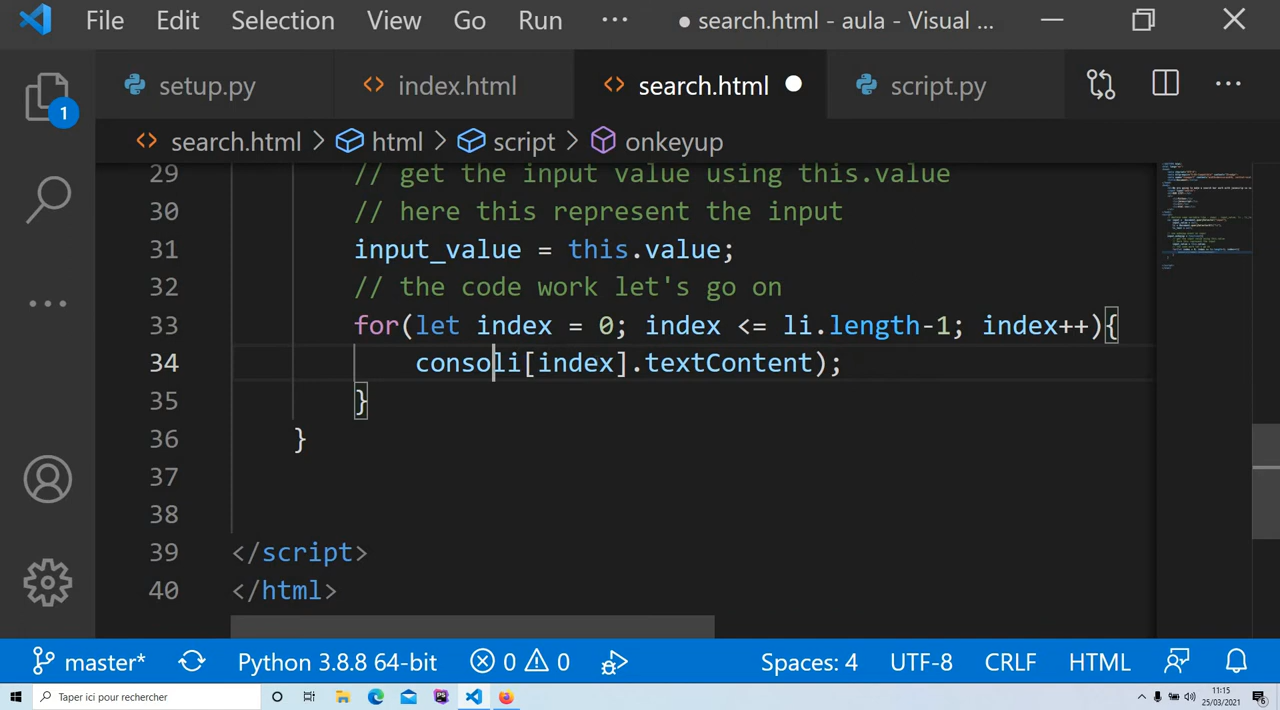 File Edit Selection View Go Run ··· ● search.html - aula - Visual ...
setup.py index.html search.html script.py
search.html > html > script > onkeyup
29 // get the input value using this.value
30 // here this represent the input
31 input_value = this.value;
32 // the code work let's go on
33 for(let index = 0; index <= li.length-1; index++){
34 consoli[index].textContent);
35 }
36 }
37
38
39 </script>
40 </html>
1
master* Python 3.8.8 64-bit 0 0 Spaces: 4 UTF-8 CRLF HTML
Taper ici pour rechercher
11:15
25/03/2021
6